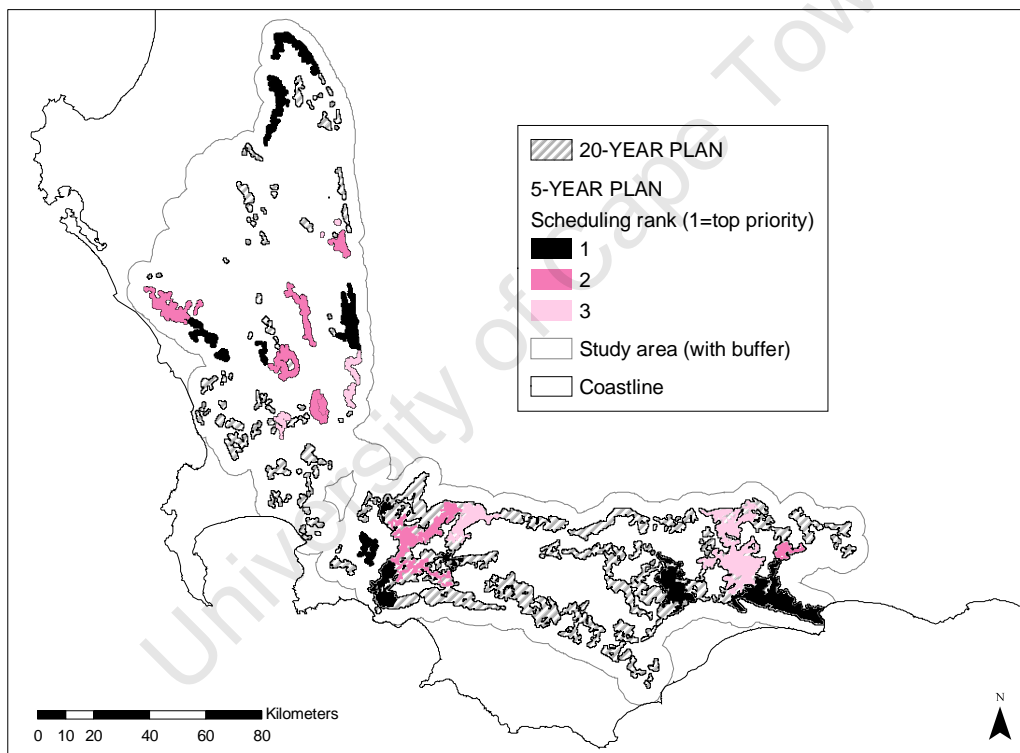 University of Cape Tow
20-YEAR PLAN
5-YEAR PLAN
Scheduling rank (1=top priority)
1
2
3
Study area (with buffer)
Coastline
Kilometers
0 10 20 40 60 80
N